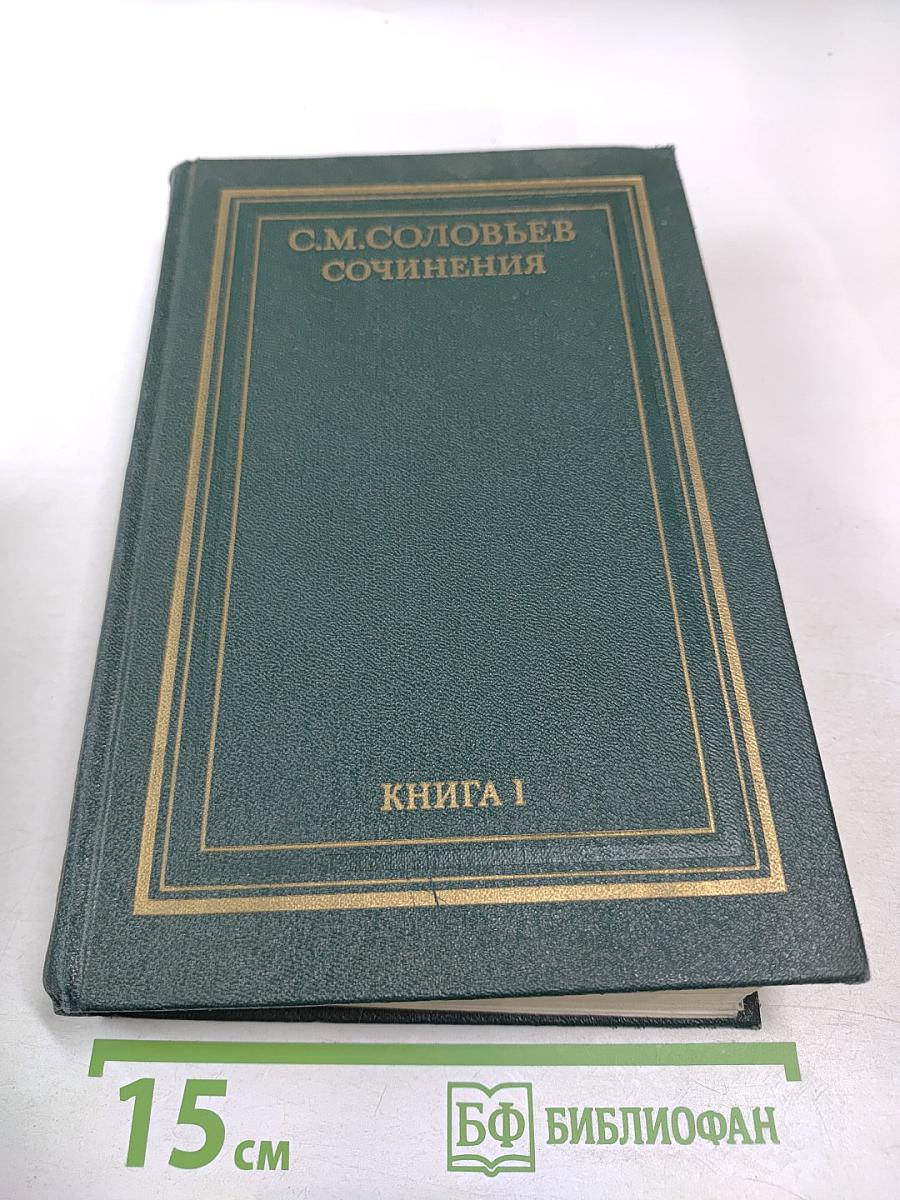 С.М.СОЛОВЬЕВ
СОЧИНЕНИЯ
КНИГА 1
15 см
БФ БИБЛИОФАН